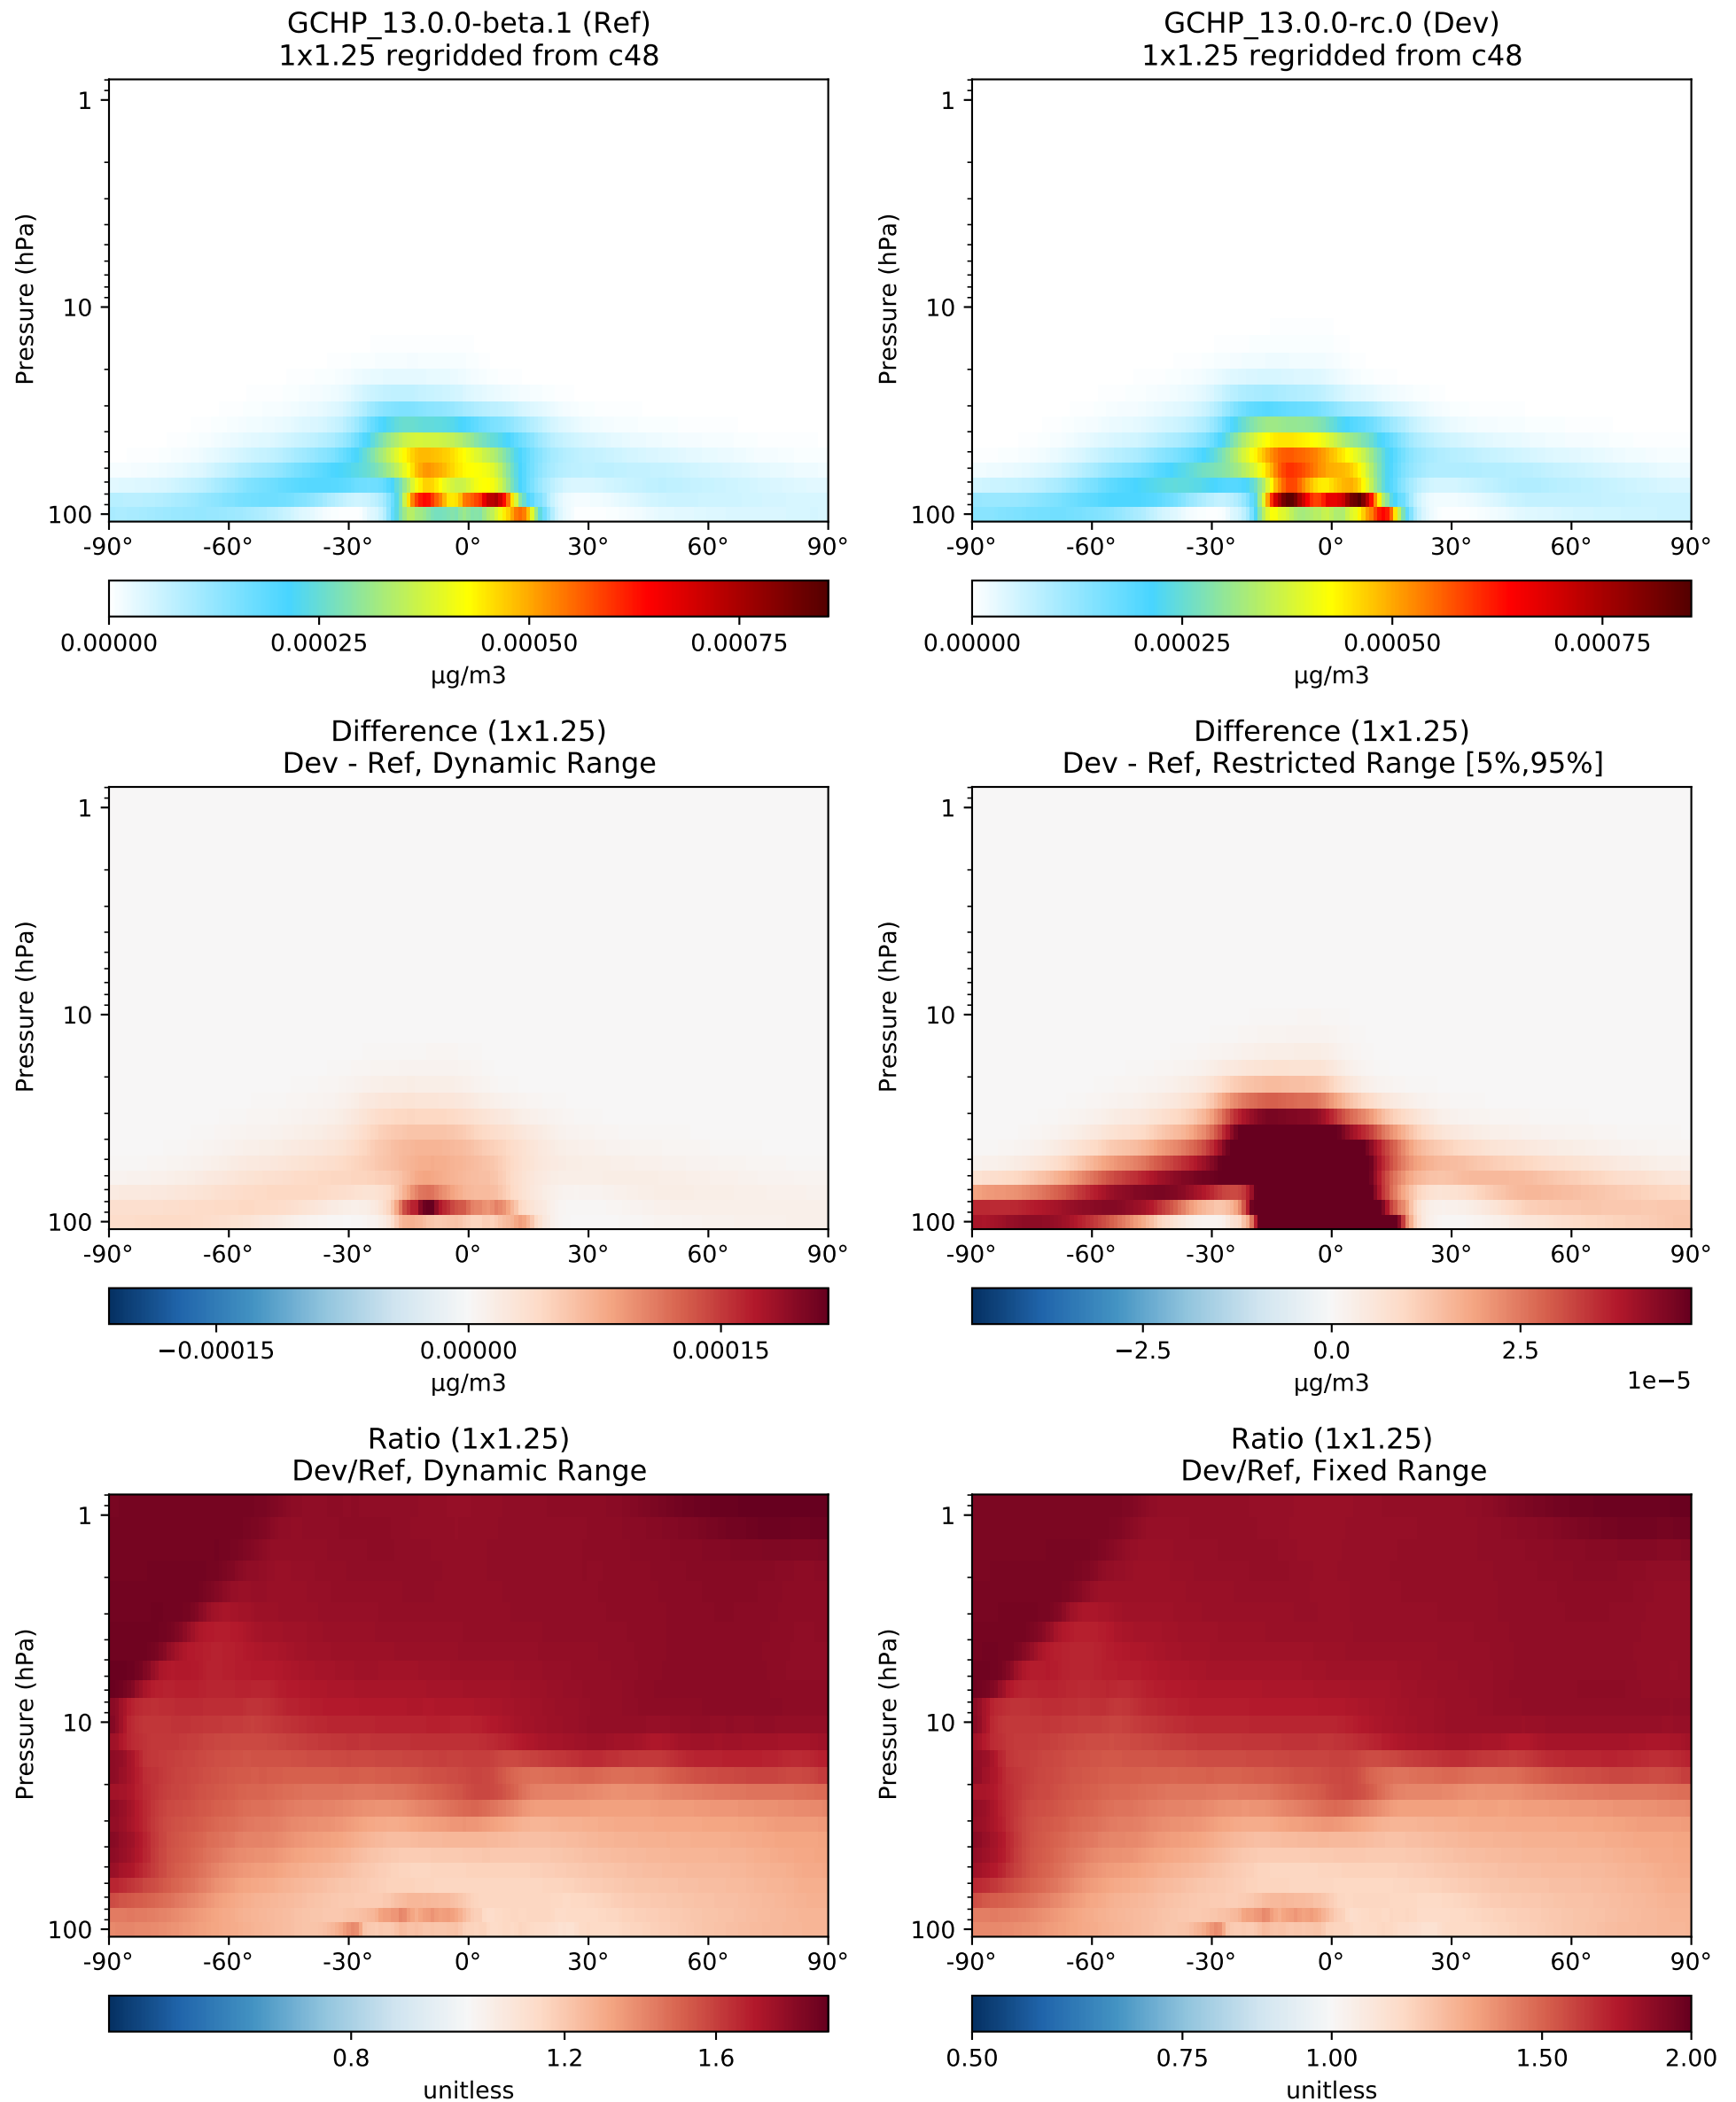 GCHP_13.0.0-beta.1 (Ref)
1x1.25 regridded from c48
Pressure (hPa)
1
10
100
-90° -60° -30° 0° 30° 60° 90°
0.00000 0.00025 0.00050 0.00075
μg/m3
GCHP_13.0.0-rc.0 (Dev)
1x1.25 regridded from c48
Pressure (hPa)
1
10
100
-90° -60° -30° 0° 30° 60° 90°
0.00000 0.00025 0.00050 0.00075
μg/m3
Difference (1x1.25)
Dev - Ref, Dynamic Range
Pressure (hPa)
1
10
100
-90° -60° -30° 0° 30° 60° 90°
−0.00015 0.00000 0.00015
μg/m3
Difference (1x1.25)
Dev - Ref, Restricted Range [5%,95%]
Pressure (hPa)
1
10
100
-90° -60° -30° 0° 30° 60° 90°
−2.5 0.0 2.5
μg/m3
1e−5
Ratio (1x1.25)
Dev/Ref, Dynamic Range
Pressure (hPa)
1
10
100
-90° -60° -30° 0° 30° 60° 90°
0.8 1.2 1.6
unitless
Ratio (1x1.25)
Dev/Ref, Fixed Range
Pressure (hPa)
1
10
100
-90° -60° -30° 0° 30° 60° 90°
0.50 0.75 1.00 1.50 2.00
unitless